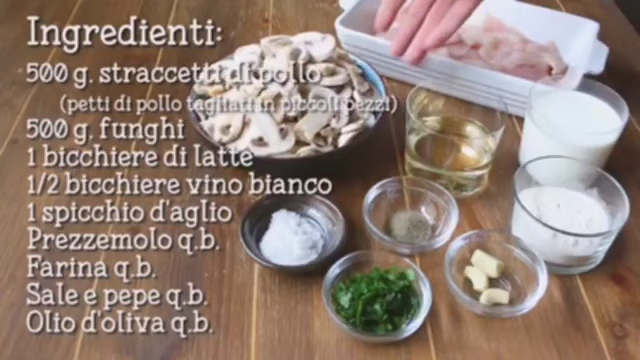 Ingredienti:
500 g. straccetti di pollo
(petti di pollo tagliati in piccoli pezzi)
500 g. funghi
1 bicchiere di latte
1/2 bicchiere vino bianco
1 spicchio d'aglio
Prezzemolo q.b.
Farina q.b.
Sale e pepe q.b.
Olio d'oliva q.b.